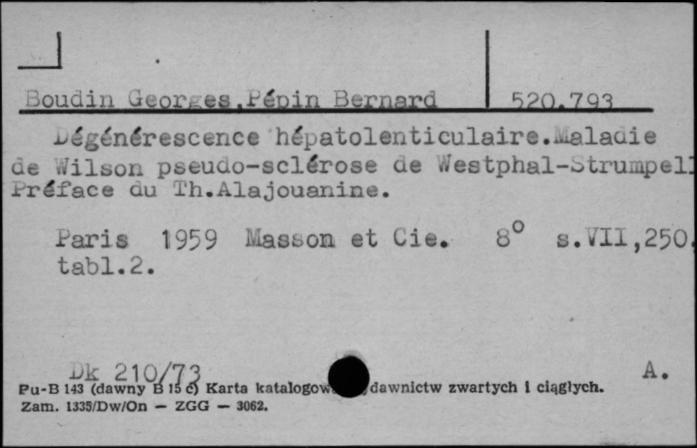 Boudin Georges, Pépin Bernard 520.793
Dégénérescence hépatolenticulaire. Maladie
de Wilson pseudo-sclérose de Westphal-Strumpel
Préface du Th. Alajouanine.
Paris 1959 Masson et Cie. 8° s.VII,250.
tabl.2.
Dk 210/73 A.
Pu-B 143 (dawny B 15 c) Karta katalogow dawnictw zwartych i ciągłych.
Zam. 1335/Dw/On — ZGG — 3062.